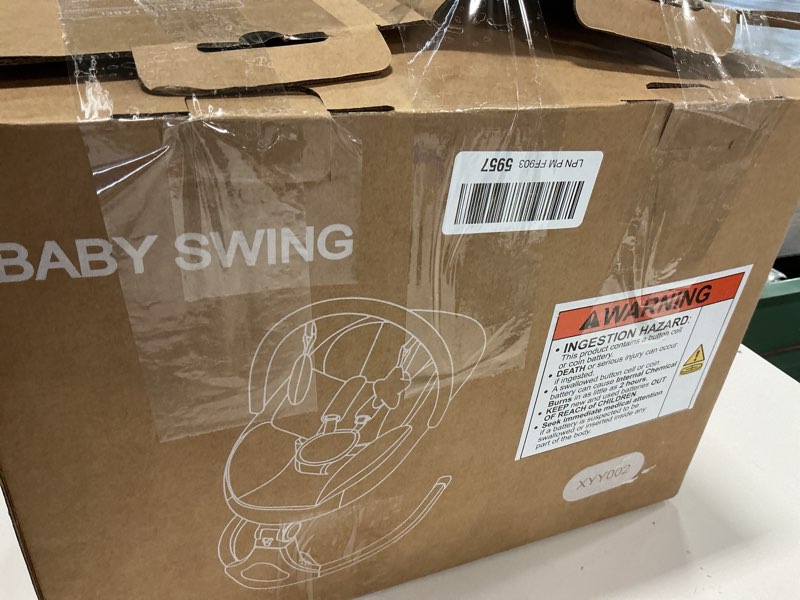 LPN PM FF903 5957
BABY SWING
WARNING
• INGESTION HAZARD:
This product contains a button cell
or coin battery.
• DEATH or serious injury can occur
if ingested.
• A swallowed button cell or coin
battery can cause Internal Chemical
Burns in as little as 2 hours.
• KEEP new and used batteries OUT
OF REACH of CHILDREN.
• Seek immediate medical attention
if a battery is suspected to be
swallowed or inserted inside any
part of the body.
XYY002